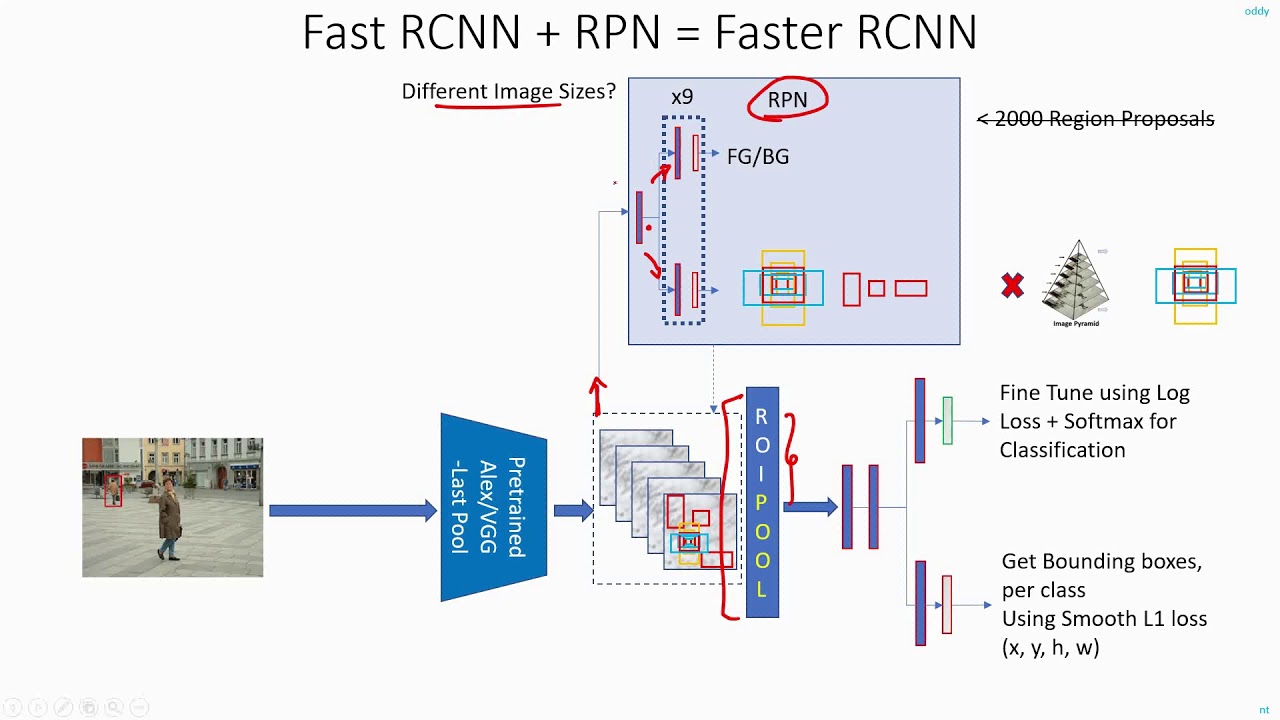 oddy
Fast RCNN + RPN = Faster RCNN
Different Image Sizes?
x9
RPN
< 2000 Region Proposals
FG/BG
Image Pyramid
Pretrained
Alex/VGG
-Last Pool
R
O
I
P
O
O
L
Fine Tune using Log
Loss + Softmax for
Classification
Get Bounding boxes,
per class
Using Smooth L1 loss
(x, y, h, w)
nt